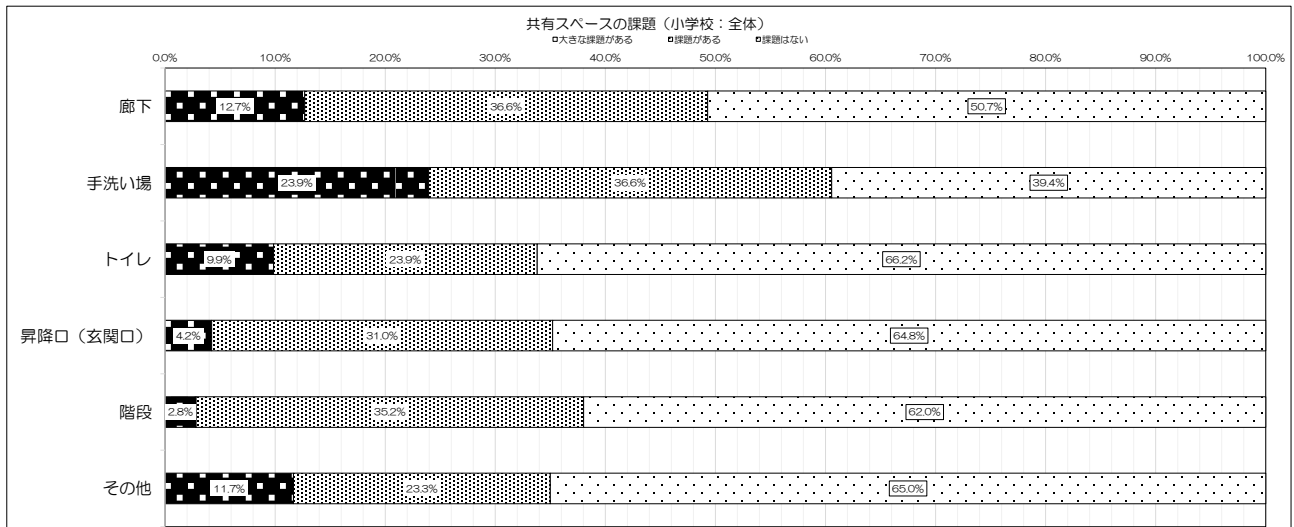 共有スペースの課題（小学校：全体）
大きな課題がある 課題がある 課題はない
0.0% 10.0% 20.0% 30.0% 40.0% 50.0% 60.0% 70.0% 80.0% 90.0% 100.0%
廊下 12.7% 36.6% 50.7%
手洗い場 23.9% 36.6% 39.4%
トイレ 9.9% 23.9% 66.2%
昇降口（玄関口） 4.2% 31.0% 64.8%
階段 2.8% 35.2% 62.0%
その他 11.7% 23.3% 65.0%